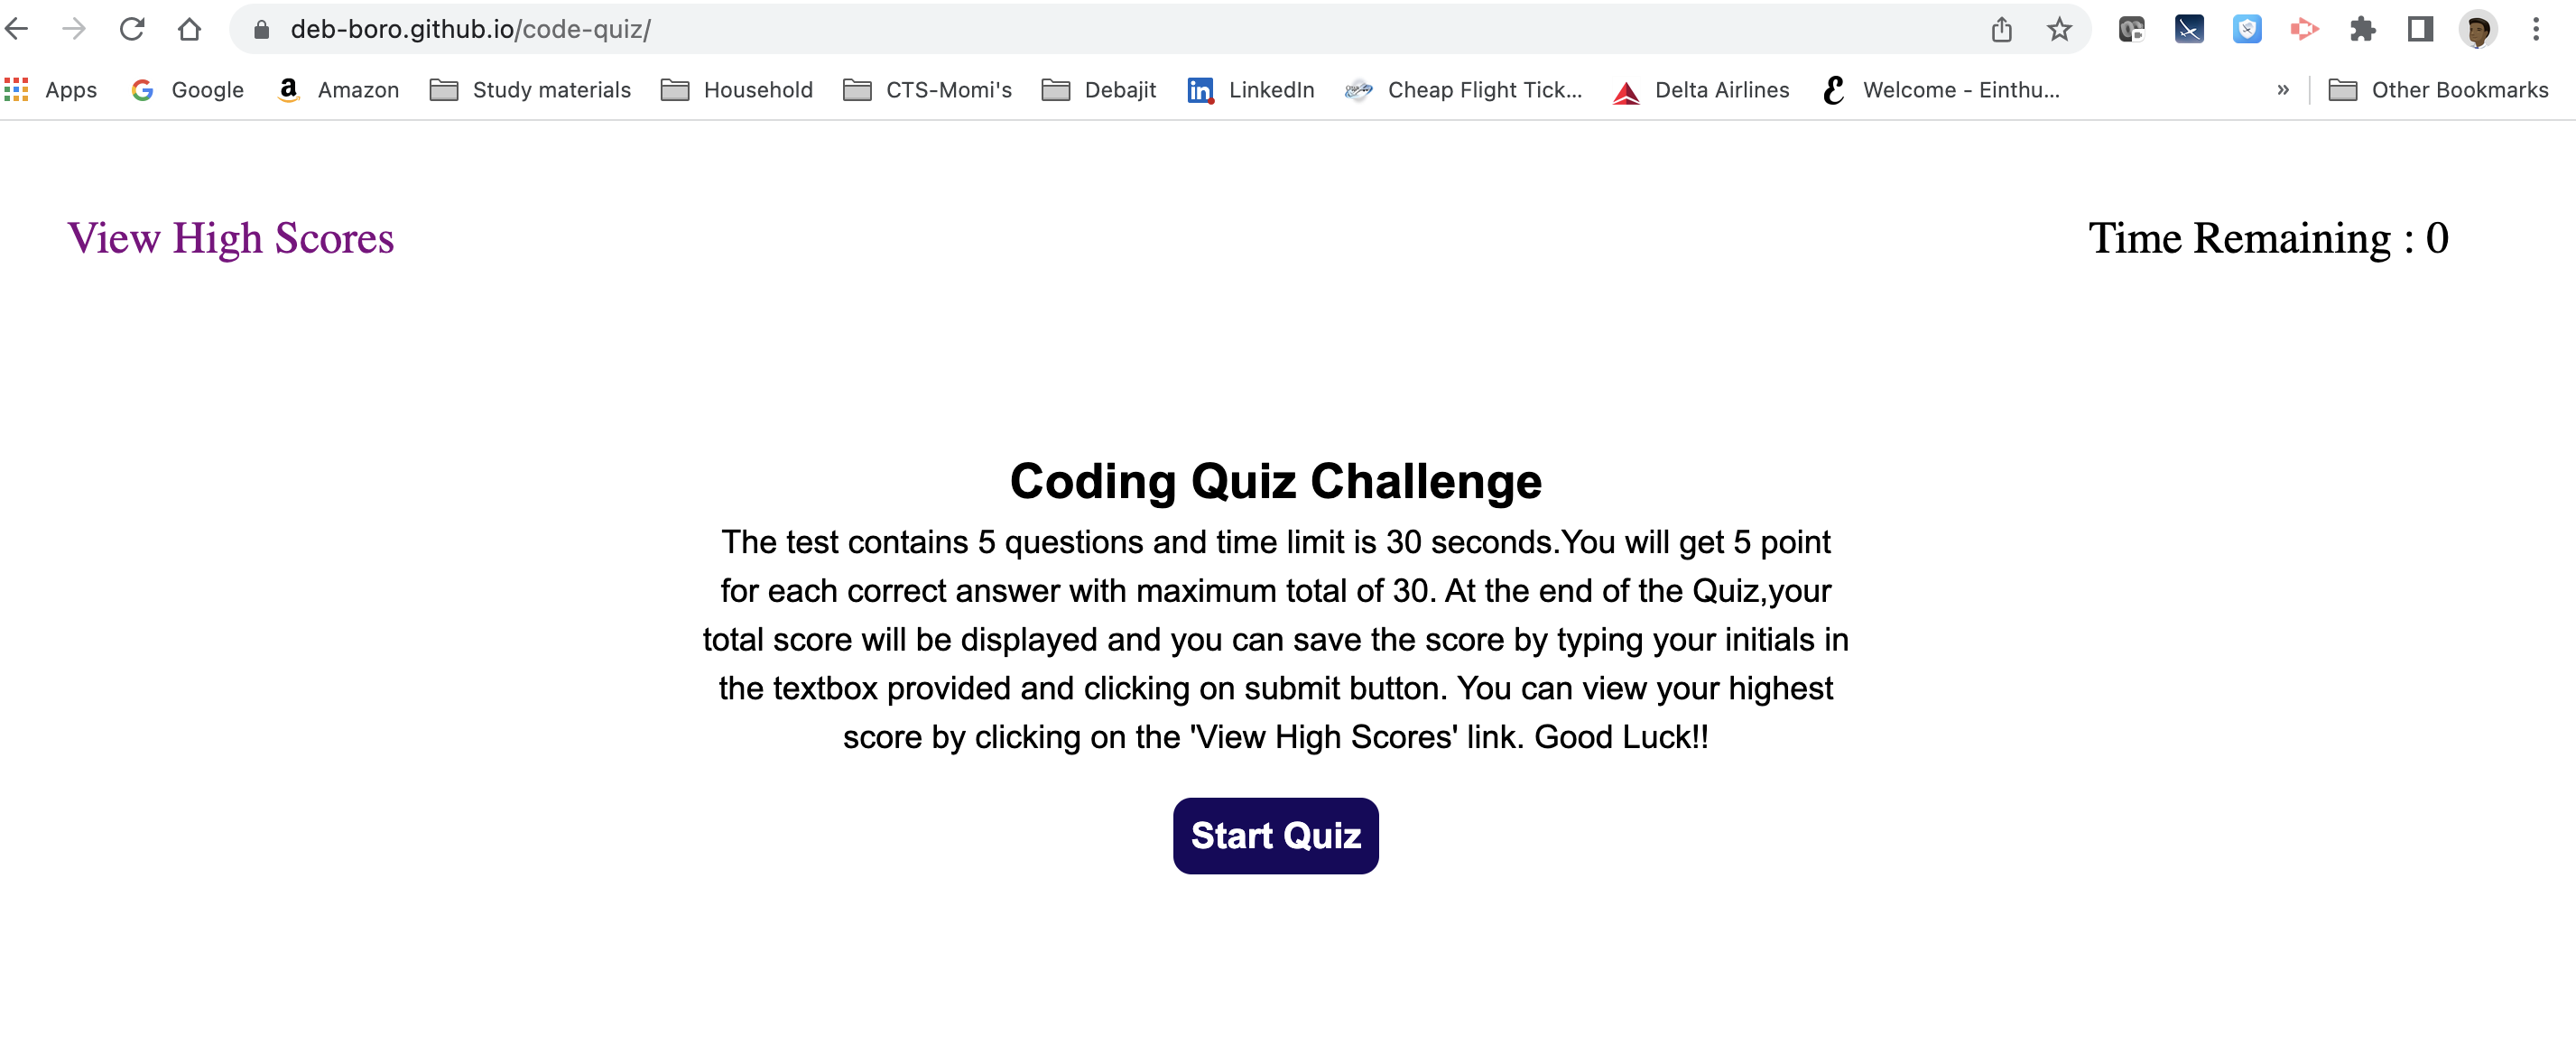 deb-boro.github.io/code-quiz/
Apps Google Amazon Study materials Household CTS-Momi's Debajit LinkedIn Cheap Flight Tick... Delta Airlines Welcome - Einthu... » Other Bookmarks
View High Scores Time Remaining : 0
Coding Quiz Challenge
The test contains 5 questions and time limit is 30 seconds.You will get 5 point
for each correct answer with maximum total of 30. At the end of the Quiz,your
total score will be displayed and you can save the score by typing your initials in
the textbox provided and clicking on submit button. You can view your highest
score by clicking on the 'View High Scores' link. Good Luck!!
Start Quiz